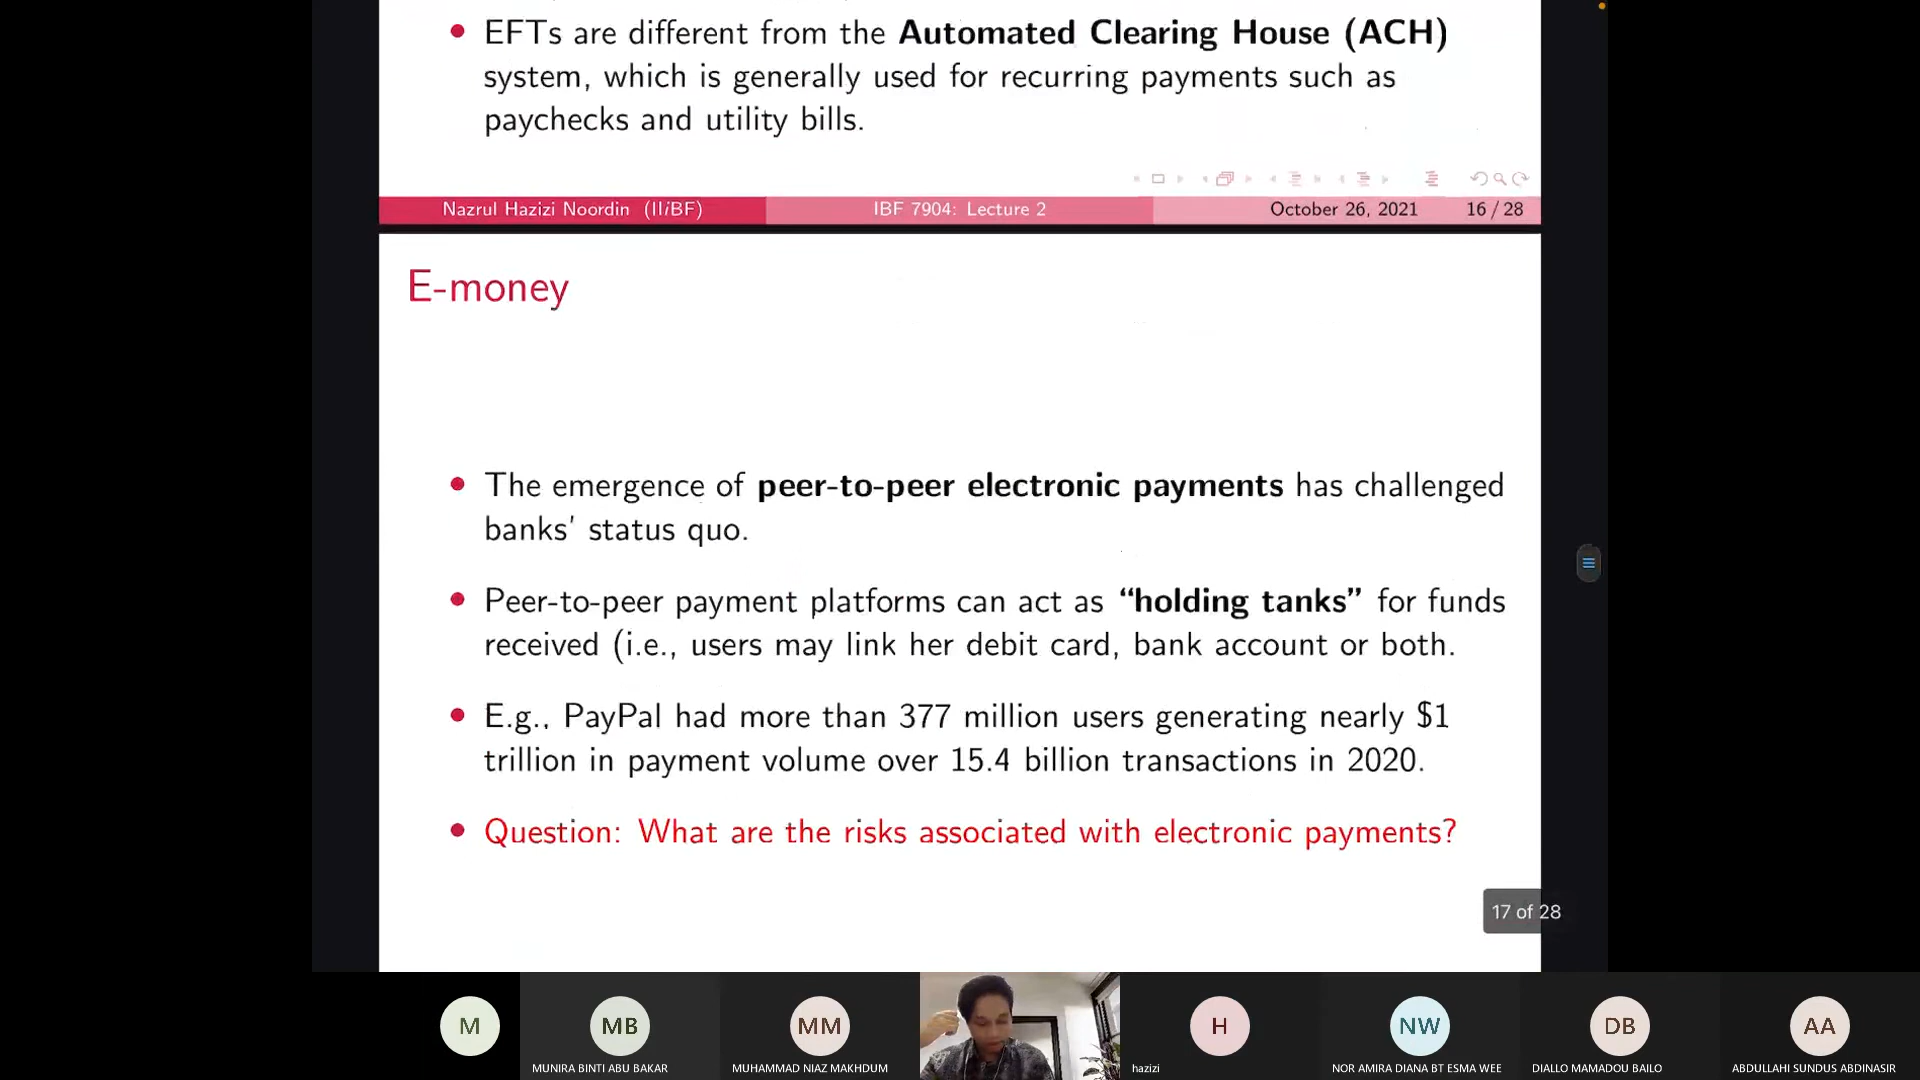 • EFTs are different from the Automated Clearing House (ACH)
system, which is generally used for recurring payments such as
paychecks and utility bills.
Nazrul Hazizi Noordin (IIiBF) IBF 7904: Lecture 2 October 26, 2021 16 / 28
E-money
• The emergence of peer-to-peer electronic payments has challenged
banks' status quo.
• Peer-to-peer payment platforms can act as “holding tanks” for funds
received (i.e., users may link her debit card, bank account or both.
• E.g., PayPal had more than 377 million users generating nearly $1
trillion in payment volume over 15.4 billion transactions in 2020.
• Question: What are the risks associated with electronic payments?
17 of 28
M MB MM H NW DB AA
MUNIRA BINTI ABU BAKAR MUHAMMAD NIAZ MAKHDUM hazizi NOR AMIRA DIANA BT ESMA WEE DIALLO MAMADOU BAILO ABDULLAHI SUNDUS ABDINASIR